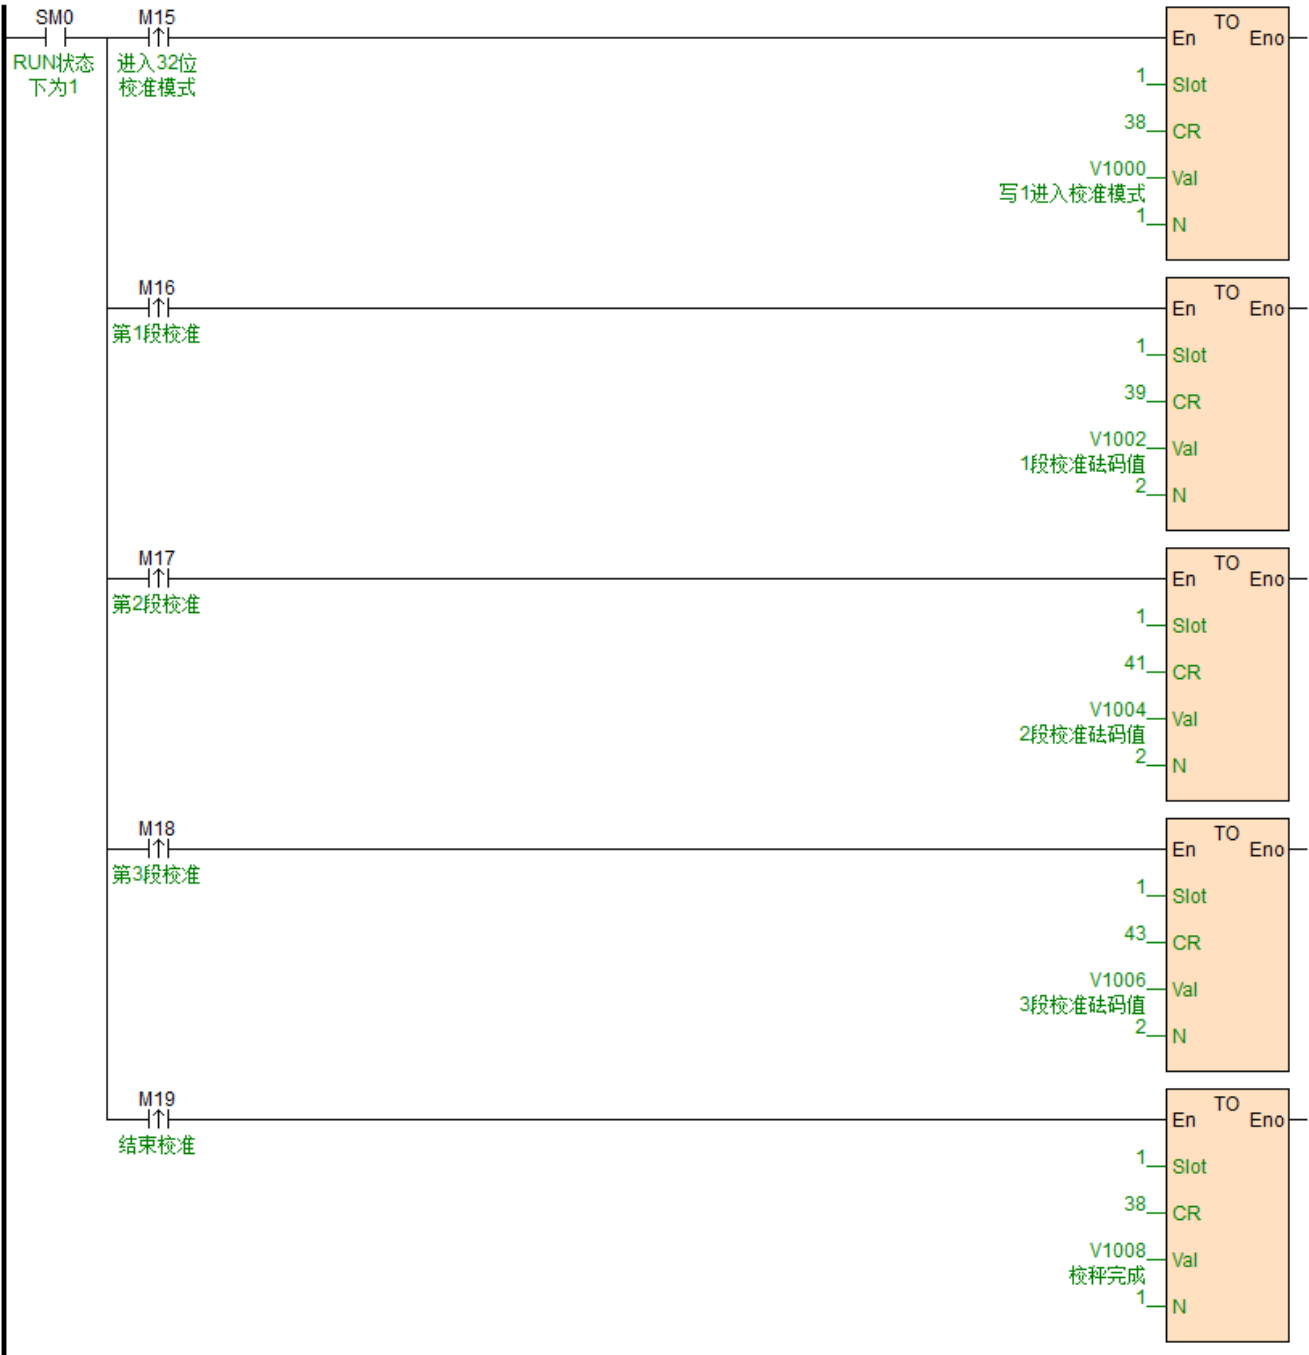 SM0
M15
TO
En
Eno
RUN状态
下为1
进入32位
校准模式
1
Slot
38
CR
V1000
Val
写1进入校准模式
1
N
M16
TO
En
Eno
第1段校准
1
Slot
39
CR
V1002
Val
1段校准砝码值
2
N
M17
TO
En
Eno
第2段校准
1
Slot
41
CR
V1004
Val
2段校准砝码值
2
N
M18
TO
En
Eno
第3段校准
1
Slot
43
CR
V1006
Val
3段校准砝码值
2
N
M19
TO
En
Eno
结束校准
1
Slot
38
CR
V1008
Val
校秤完成
1
N